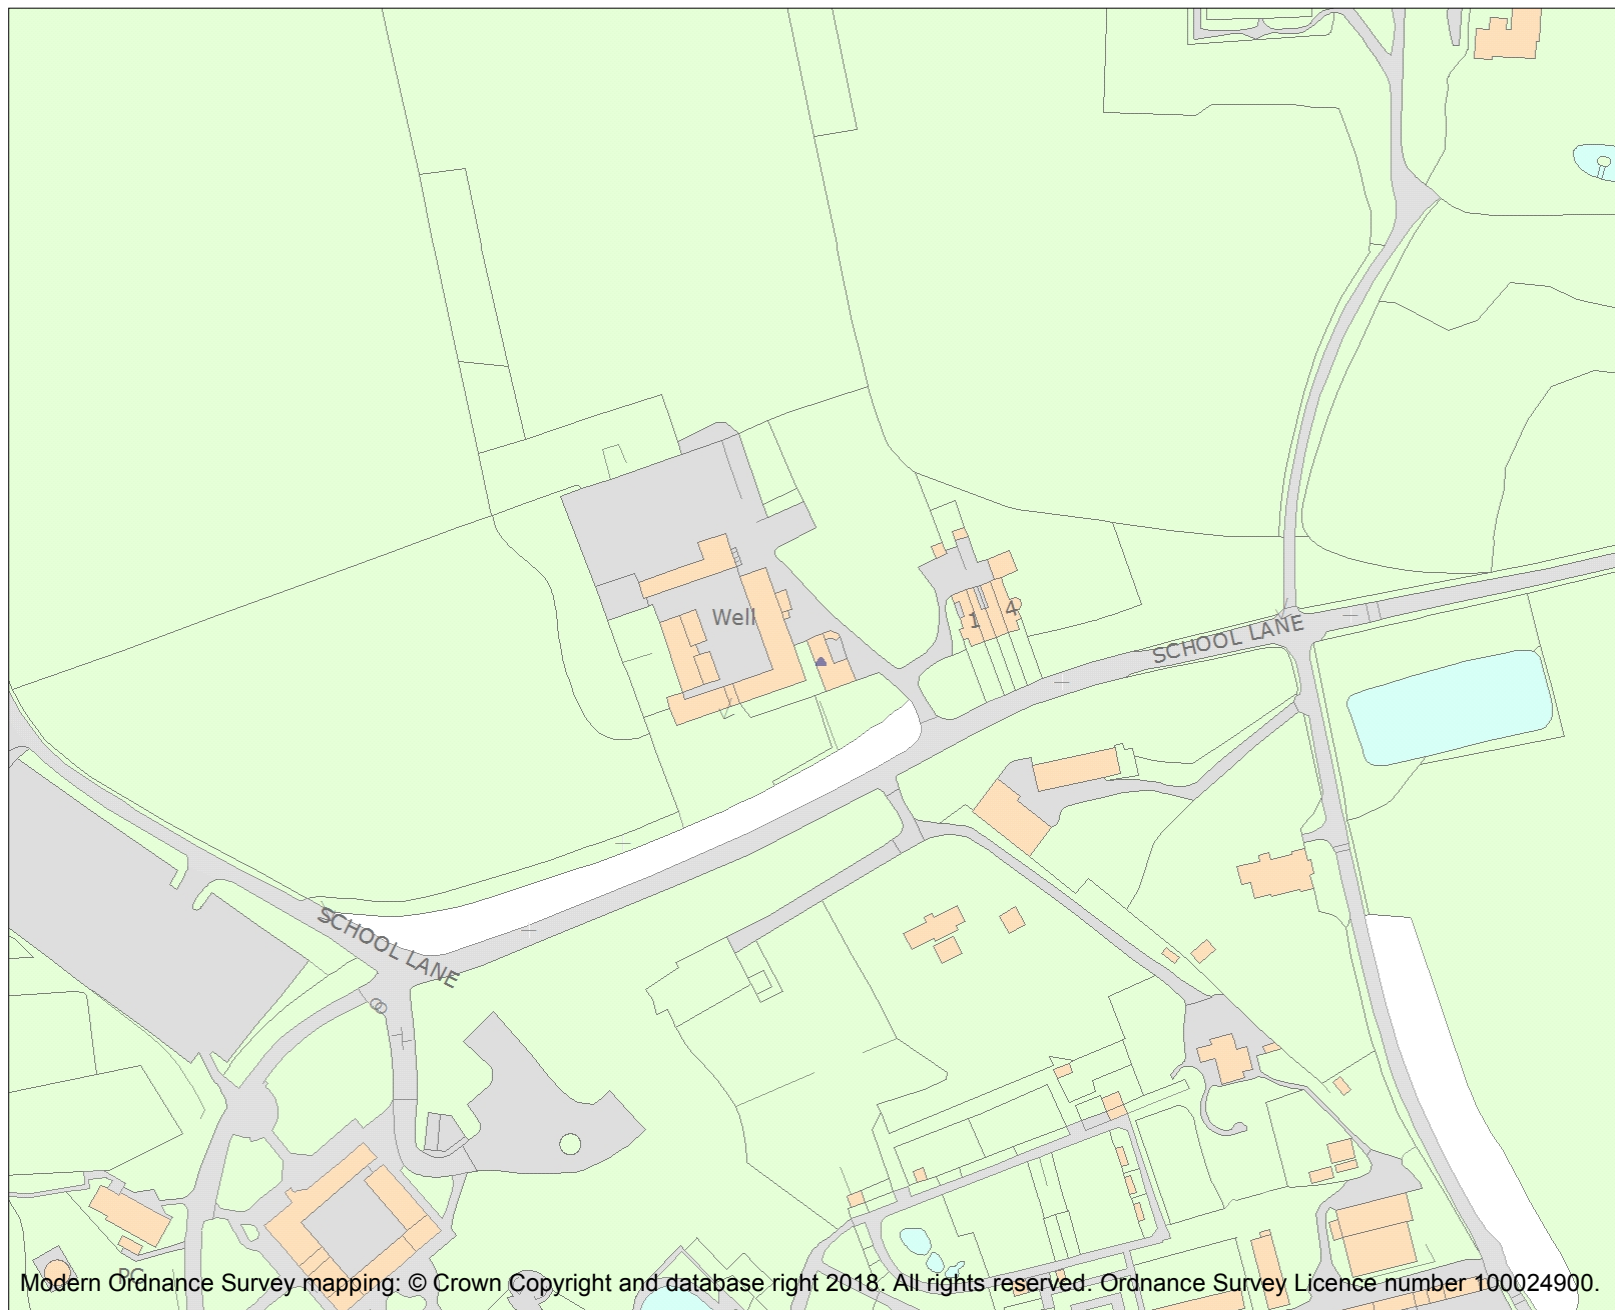 Well
1
4
SCHOOL LANE
SCHOOL LANE
PC
Modern Ordnance Survey mapping: © Crown Copyright and database right 2018. All rights reserved. Ordnance Survey Licence number 100024900.